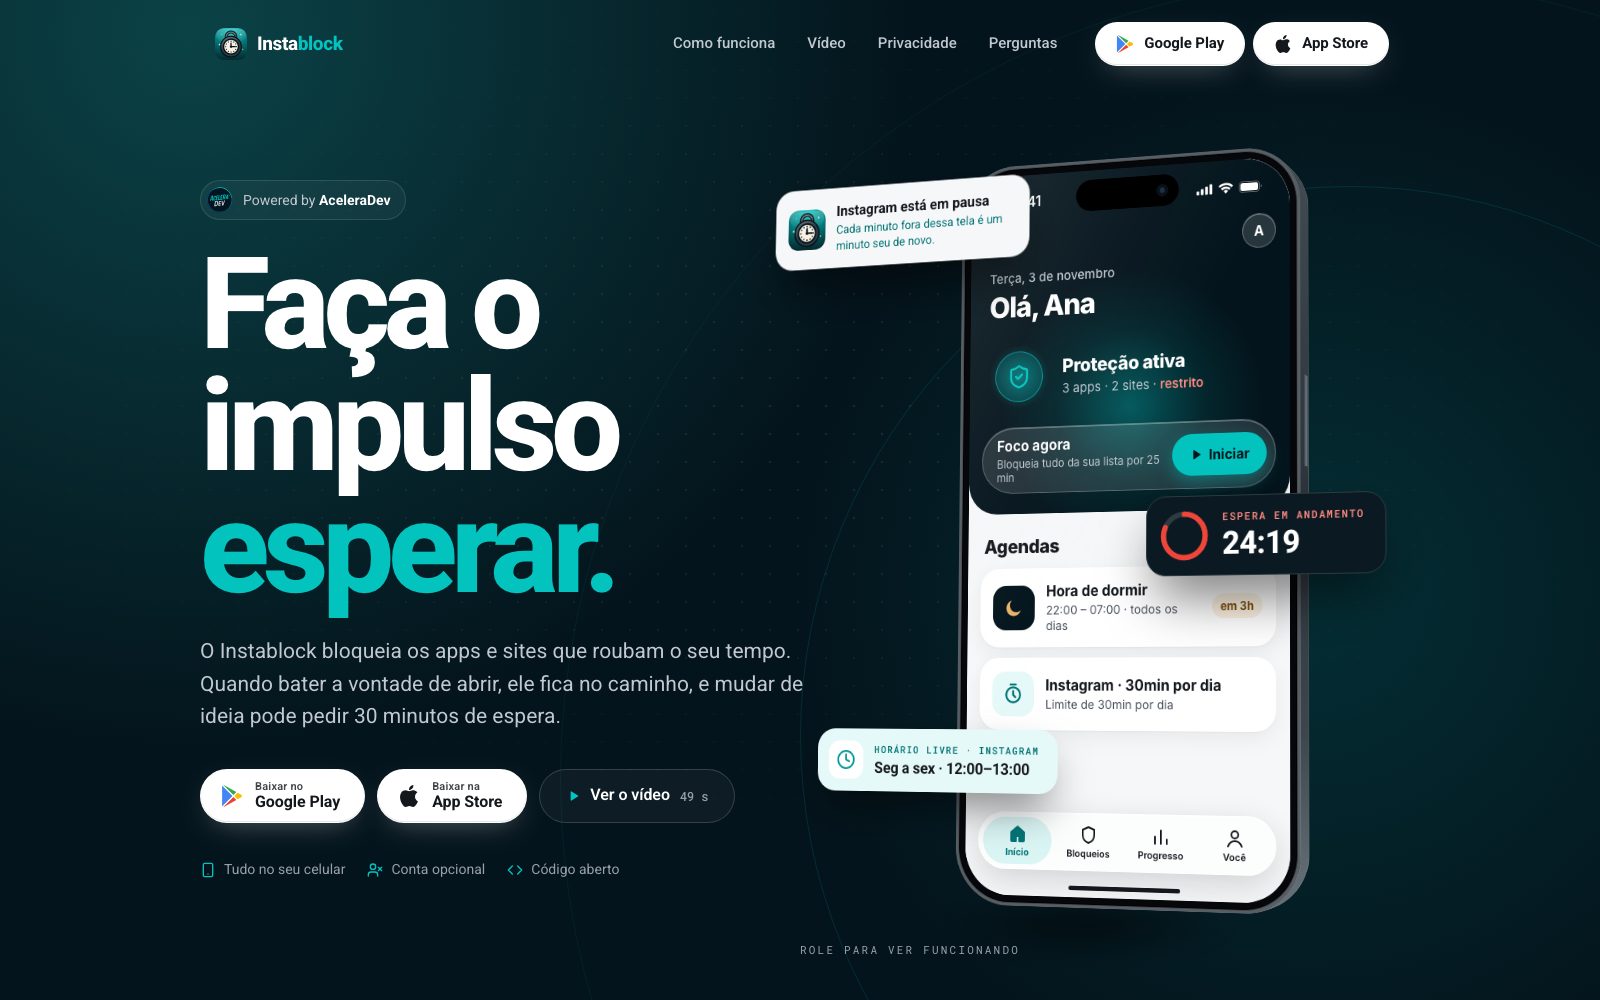 Instablock
Como funciona
Vídeo
Privacidade
Perguntas
Google Play
App Store
ACELERA
DEV
Powered by AceleraDev
Faça o
impulso
esperar.
O Instablock bloqueia os apps e sites que roubam o seu tempo.
Quando bater a vontade de abrir, ele fica no caminho, e mudar de
ideia pode pedir 30 minutos de espera.
Baixar no
Google Play
Baixar na
App Store
Ver o vídeo 49 s
Tudo no seu celular
Conta opcional
Código aberto
Instagram está em pausa
Cada minuto fora dessa tela é um
minuto seu de novo.
41
A
Terça, 3 de novembro
Olá, Ana
Proteção ativa
3 apps · 2 sites · restrito
Foco agora
Bloqueia tudo da sua lista por 25
min
Iniciar
ESPERA EM ANDAMENTO
24:19
Agendas
Hora de dormir
22:00 – 07:00 · todos os
dias
em 3h
Instagram · 30min por dia
Limite de 30min por dia
HORÁRIO LIVRE · INSTAGRAM
Seg a sex · 12:00–13:00
Início
Bloqueios
Progresso
Você
ROLE PARA VER FUNCIONANDO